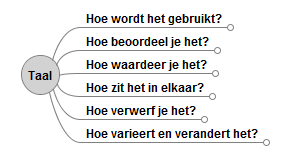 Hoe wordt het gebruikt?
Hoe beoordeel je het?
Hoe waardeer je het?
Taal
Hoe zit het in elkaar?
Hoe verwerf je het?
Hoe varieert en verandert het?